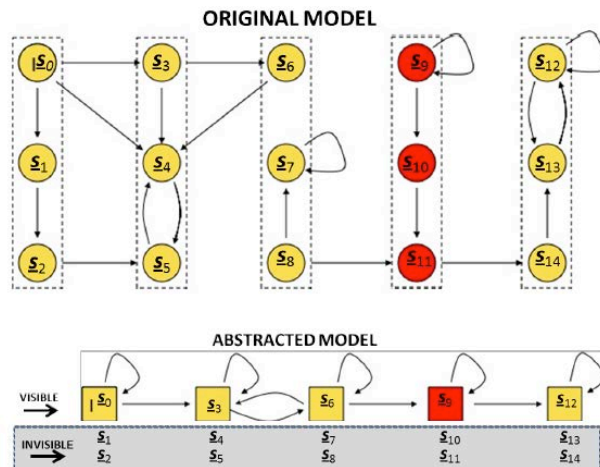 ORIGINAL MODEL
I S0 S3 S6 S9 S12
S1 S4 S7 S10 S13
S2 S5 S8 S11 S14
ABSTRACTED MODEL
VISIBLE I S0 S3 S6 S9 S12
INVISIBLE S1 S4 S7 S10 S13
S2 S5 S8 S11 S14